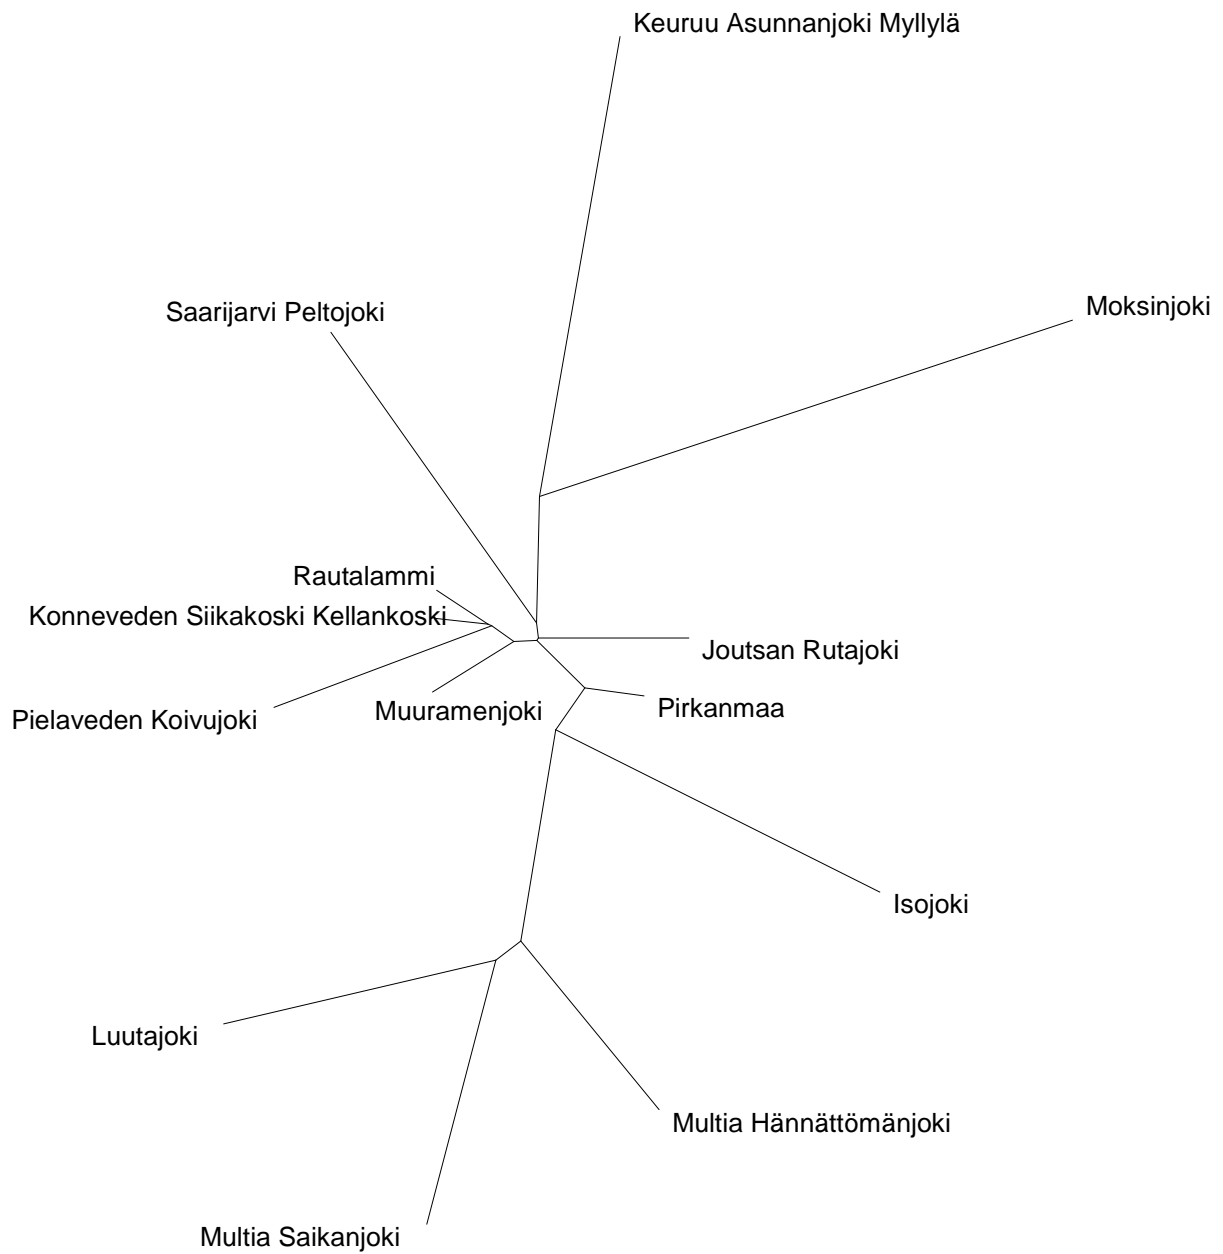 Keuruu Asunnanjoki Myllylä
Moksinjoki
Saarijarvi Peltojoki
Rautalammi
Konneveden Siikakoski Kellankoski
Joutsan Rutajoki
Pirkanmaa
Muuramenjoki
Pielaveden Koivujoki
Isojoki
Luutajoki
Multia Hännättömänjoki
Multia Saikanjoki